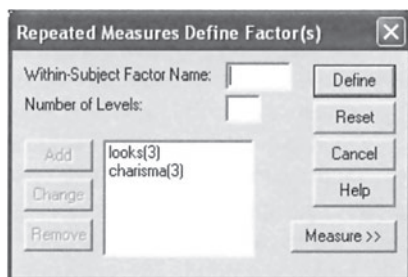 Repeated Measures Define Factor(s)
Within-Subject Factor Name:
Define
Number of Levels:
Reset
Add
looks(3)
charisma(3)
Cancel
Change
Help
Remove
Measure >>